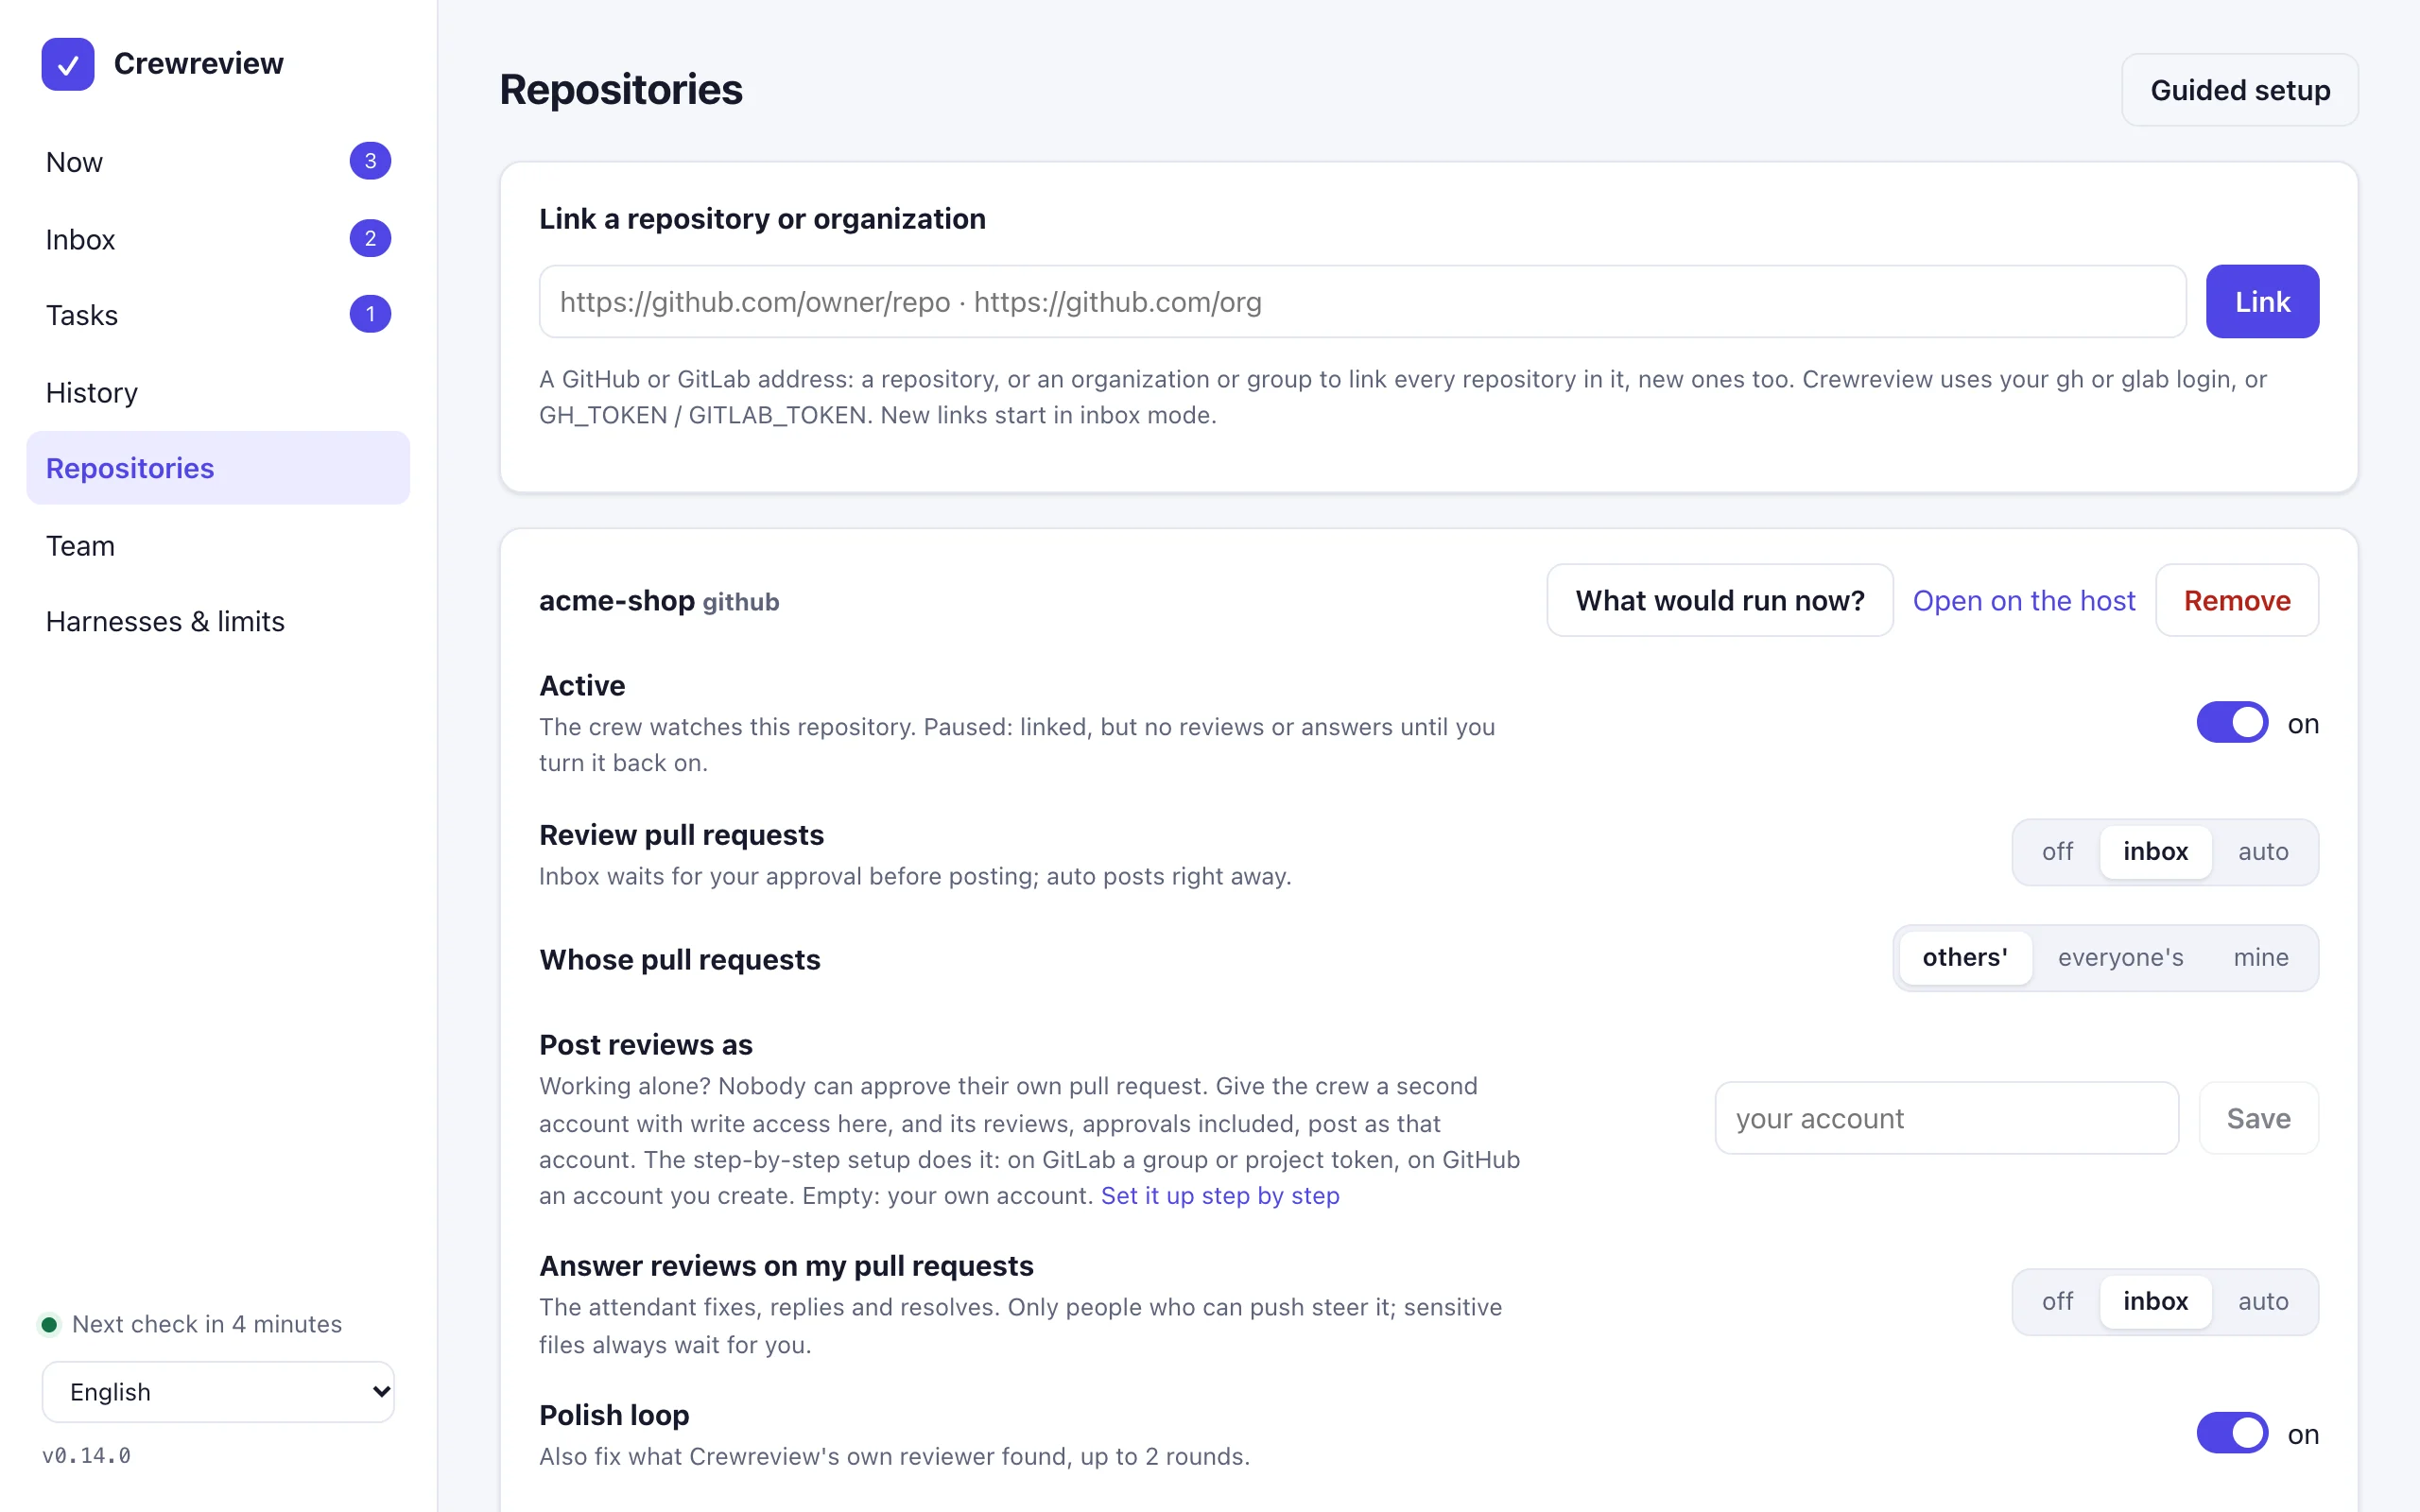 Crewreview
Now 3
Inbox 2
Tasks 1
History
Repositories
Team
Harnesses & limits
Next check in 4 minutes
English
v0.14.0
Repositories
Guided setup
Link a repository or organization
https://github.com/owner/repo · https://github.com/org
Link
A GitHub or GitLab address: a repository, or an organization or group to link every repository in it, new ones too. Crewreview uses your gh or glab login, or
GH_TOKEN / GITLAB_TOKEN. New links start in inbox mode.
acme-shop github
What would run now?
Open on the host
Remove
Active
The crew watches this repository. Paused: linked, but no reviews or answers until you
turn it back on.
on
Review pull requests
Inbox waits for your approval before posting; auto posts right away.
off inbox auto
Whose pull requests
others' everyone's mine
Post reviews as
Working alone? Nobody can approve their own pull request. Give the crew a second
account with write access here, and its reviews, approvals included, post as that
account. The step-by-step setup does it: on GitLab a group or project token, on GitHub
an account you create. Empty: your own account. Set it up step by step
your account
Save
Answer reviews on my pull requests
The attendant fixes, replies and resolves. Only people who can push steer it; sensitive
files always wait for you.
off inbox auto
Polish loop
Also fix what Crewreview's own reviewer found, up to 2 rounds.
on